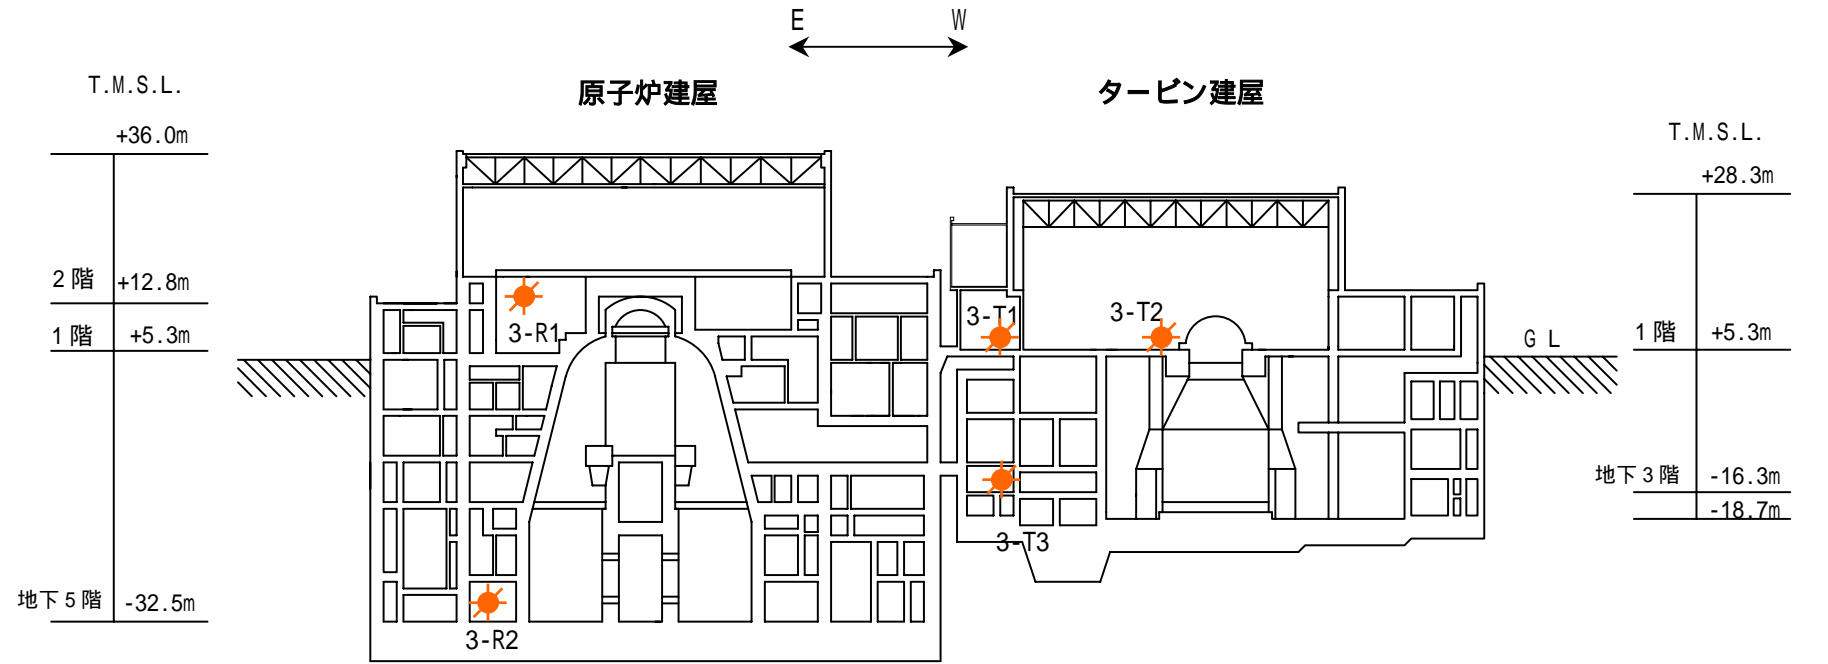 E W
原子炉建屋
タービン建屋
T.M.S.L.
+36.0m
2階 +12.8m
1階 +5.3m
地下5階 -32.5m
3-R1
3-R2
3-T1
3-T2
3-T3
T.M.S.L.
+28.3m
GL
1階 +5.3m
地下3階 -16.3m
-18.7m